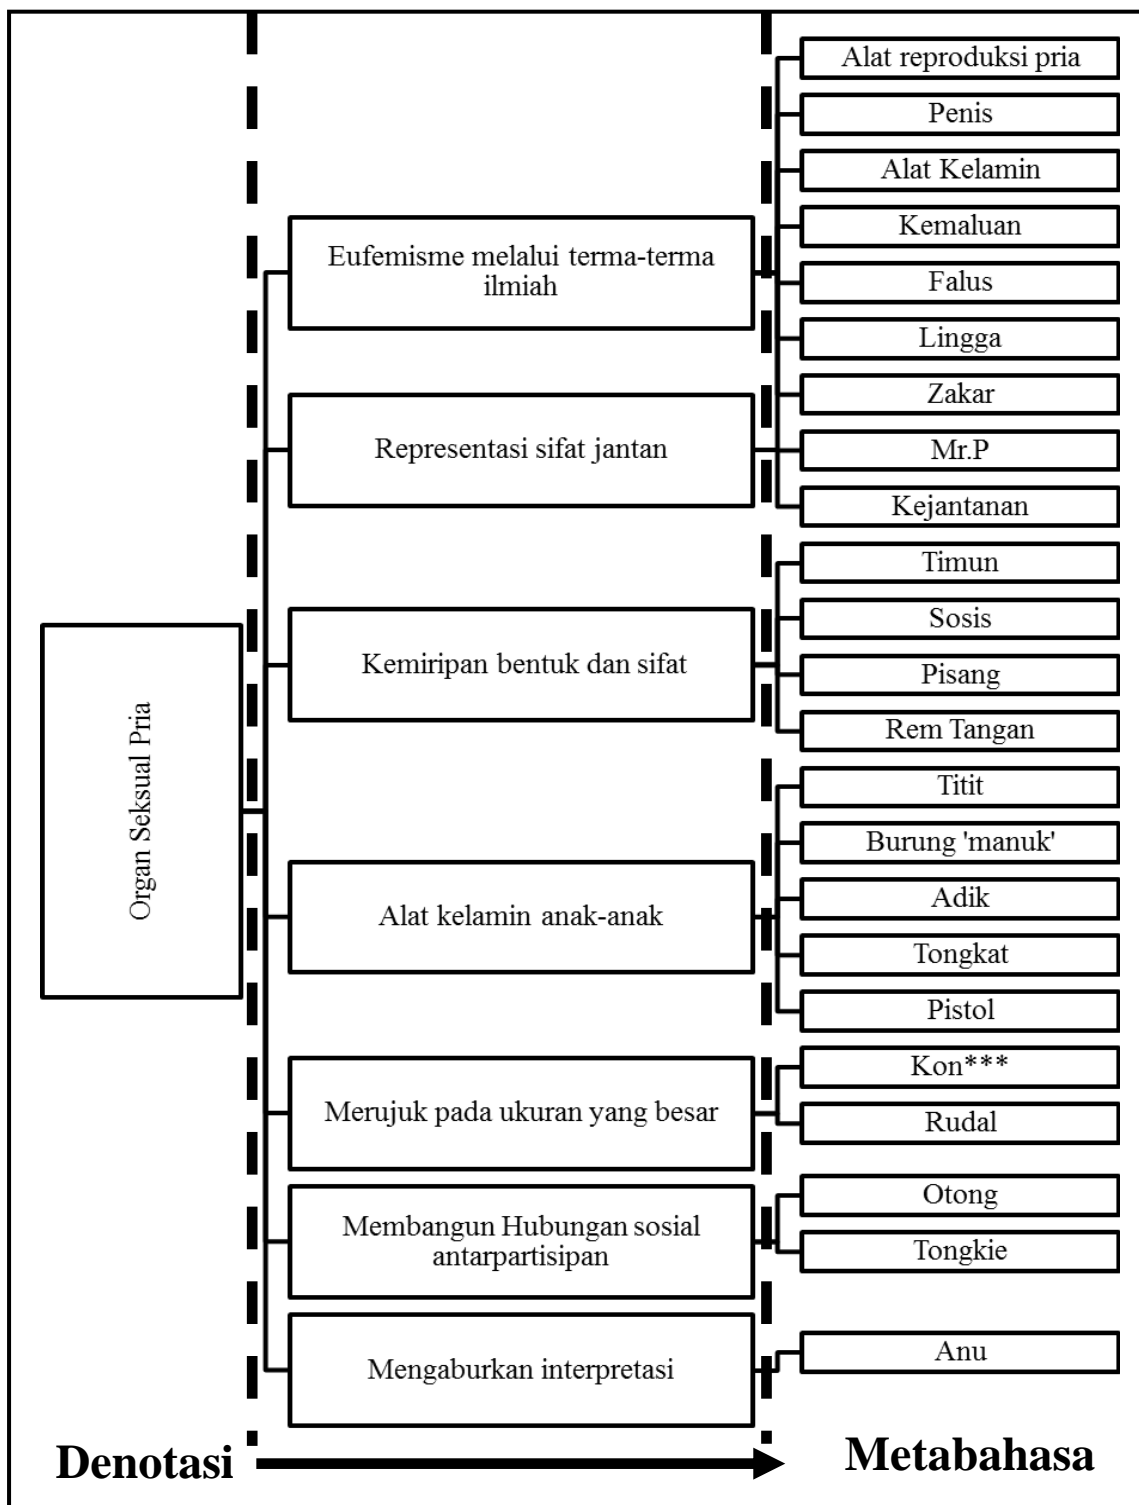 Organ Seksual Pria
Eufemisme melalui terma-terma
ilmiah
Representasi sifat jantan
Kemiripan bentuk dan sifat
Alat kelamin anak-anak
Merujuk pada ukuran yang besar
Membangun Hubungan sosial
antarpartisipan
Mengaburkan interpretasi
Alat reproduksi pria
Penis
Alat Kelamin
Kemaluan
Falus
Lingga
Zakar
Mr.P
Kejantanan
Timun
Sosis
Pisang
Rem Tangan
Titit
Burung 'manuk'
Adik
Tongkat
Pistol
Kon***
Rudal
Otong
Tongkie
Anu
Denotasi
Metabahasa